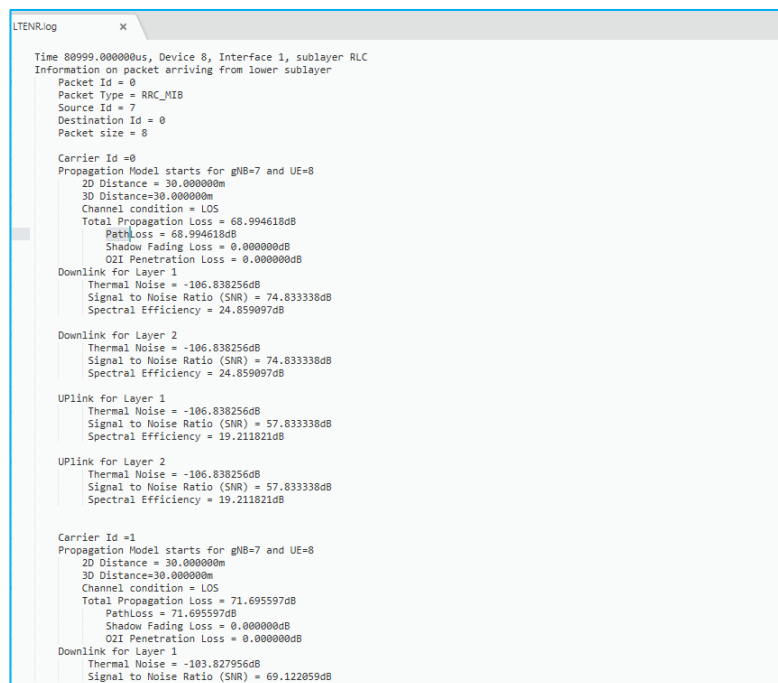 LTENR.log ×
Time 80999.000000us, Device 8, Interface 1, sublayer RLC
Information on packet arriving from lower sublayer
Packet Id = 0
Packet Type = RRC_MIB
Source Id = 7
Destination Id = 0
Packet size = 8
Carrier Id =0
Propagation Model starts for gNB=7 and UE=8
2D Distance = 30.000000m
3D Distance=30.000000m
Channel condition = LOS
Total Propagation Loss = 68.994618dB
PathLoss = 68.994618dB
Shadow Fading Loss = 0.000000dB
O2I Penetration Loss = 0.000000dB
Downlink for Layer 1
Thermal Noise = -106.838256dB
Signal to Noise Ratio (SNR) = 74.833338dB
Spectral Efficiency = 24.859097dB
Downlink for Layer 2
Thermal Noise = -106.838256dB
Signal to Noise Ratio (SNR) = 74.833338dB
Spectral Efficiency = 24.859097dB
UPlink for Layer 1
Thermal Noise = -106.838256dB
Signal to Noise Ratio (SNR) = 57.833338dB
Spectral Efficiency = 19.211821dB
UPlink for Layer 2
Thermal Noise = -106.838256dB
Signal to Noise Ratio (SNR) = 57.833338dB
Spectral Efficiency = 19.211821dB
Carrier Id =1
Propagation Model starts for gNB=7 and UE=8
2D Distance = 30.000000m
3D Distance=30.000000m
Channel condition = LOS
Total Propagation Loss = 71.695597dB
PathLoss = 71.695597dB
Shadow Fading Loss = 0.000000dB
O2I Penetration Loss = 0.000000dB
Downlink for Layer 1
Thermal Noise = -103.827956dB
Signal to Noise Ratio (SNR) = 69.122059dB